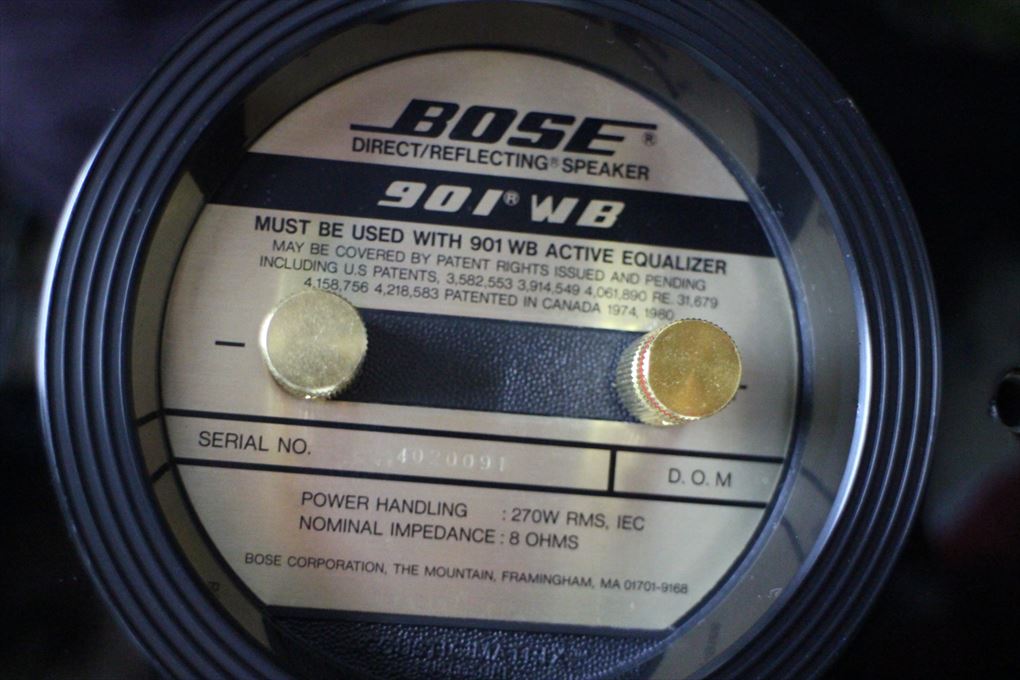 BOSE®
DIRECT/REFLECTING® SPEAKER
901® WB
MUST BE USED WITH 901 WB ACTIVE EQUALIZER
MAY BE COVERED BY PATENT RIGHTS ISSUED AND PENDING
INCLUDING U.S PATENTS, 3,582,553 3,914,549 4,061,890 RE. 31,679
4,158,756 4,218,583 PATENTED IN CANADA 1974, 1980
SERIAL NO. 4020091
D. O. M
POWER HANDLING : 270W RMS, IEC
NOMINAL IMPEDANCE : 8 OHMS
BOSE CORPORATION, THE MOUNTAIN, FRAMINGHAM, MA 01701-9168